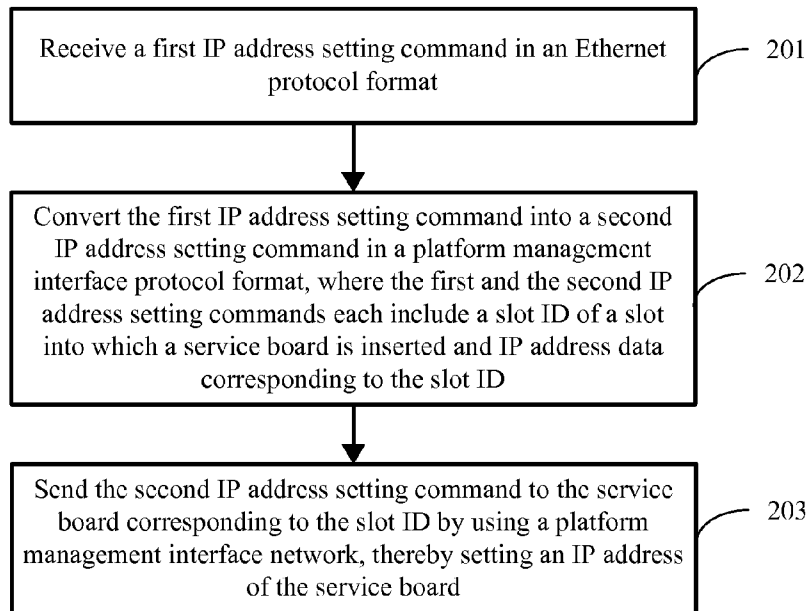 Receive a first IP address setting command in an Ethernet
protocol format
201
Convert the first IP address setting command into a second
IP address setting command in a platform management
interface protocol format, where the first and the second IP
address setting commands each include a slot ID of a slot
into which a service board is inserted and IP address data
corresponding to the slot ID
202
Send the second IP address setting command to the service
board corresponding to the slot ID by using a platform
management interface network, thereby setting an IP address
of the service board
203